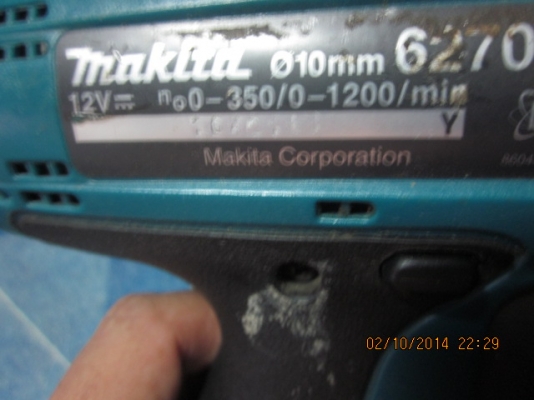 makita ø10mm 6270
12V⎓ n₀0-350/0-1200/min
Y
Makita Corporation
02/10/2014 22:29